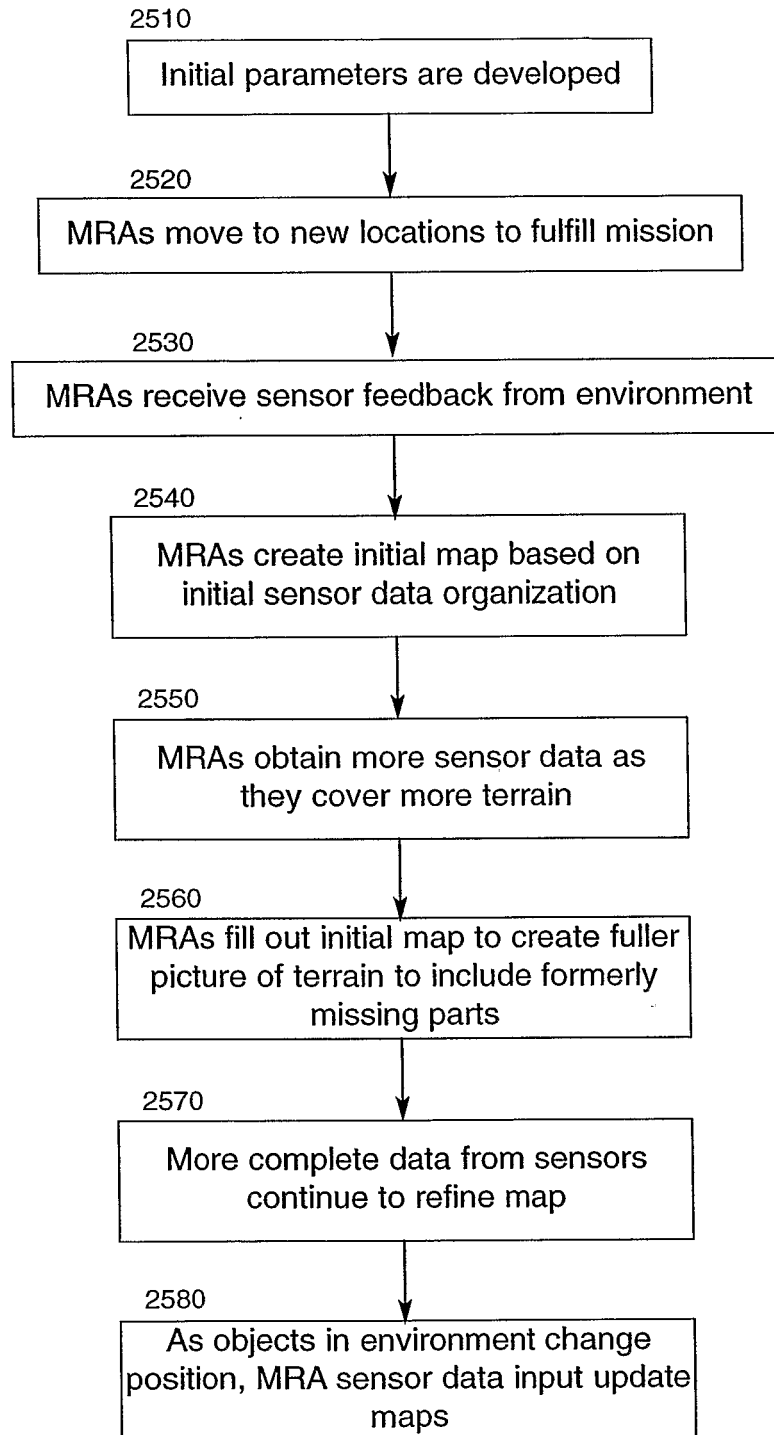 2510
Initial parameters are developed
2520
MRAs move to new locations to fulfill mission
2530
MRAs receive sensor feedback from environment
2540
MRAs create initial map based on
initial sensor data organization
2550
MRAs obtain more sensor data as
they cover more terrain
2560
MRAs fill out initial map to create fuller
picture of terrain to include formerly
missing parts
2570
More complete data from sensors
continue to refine map
2580
As objects in environment change
position, MRA sensor data input update
maps